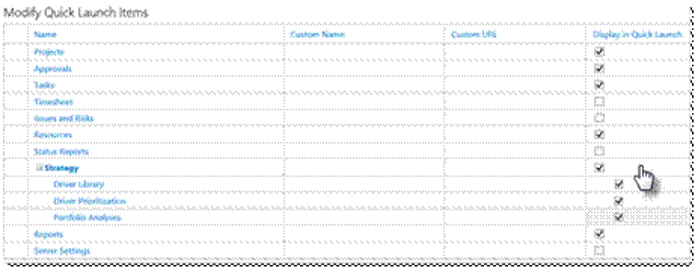 Modify Quick Launch Items
Name Custom Name Custom URL Display in Quick Launch
Projects
Approvals
Tasks
Timesheet
Issues and Risks
Resources
Status Reports
Strategy
Driver Library
Driver Prioritization
Portfolio Analyses
Reports
Server Settings